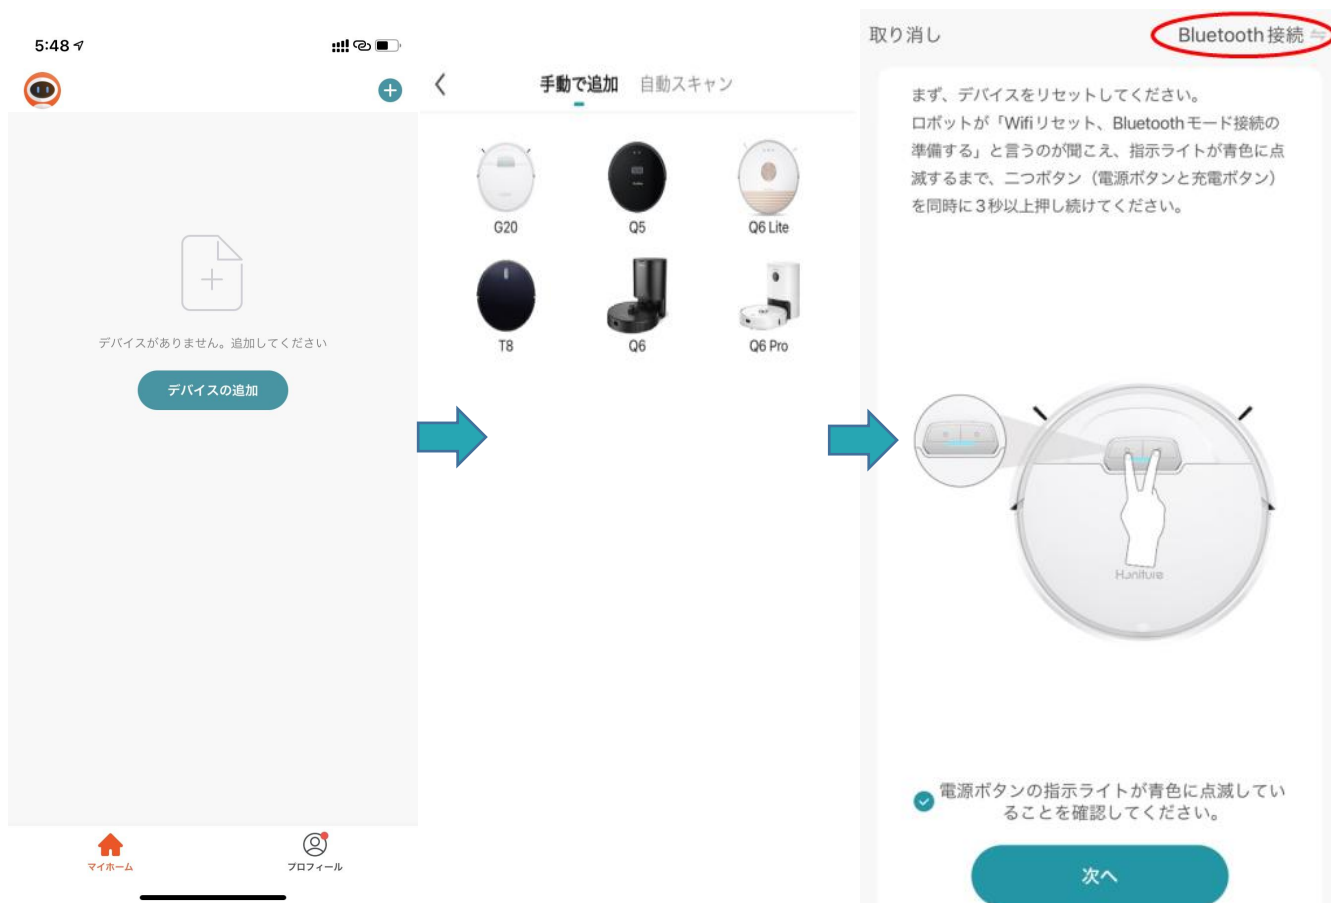 5:48
デバイスがありません。追加してください
デバイスの追加
マイホーム
プロフィール
手動で追加 自動スキャン
G20
Q5
Q6 Lite
T8
Q6
Q6 Pro
取り消し
Bluetooth接続
まず、デバイスをリセットしてください。
ロボットが「Wifiリセット、Bluetoothモード接続の
準備する」と言うのが聞こえ、指示ライトが青色に点
滅するまで、二つボタン（電源ボタンと充電ボタン）
を同時に3秒以上押し続けてください。
Honiture
電源ボタンの指示ライトが青色に点滅してい
ることを確認してください。
次へ